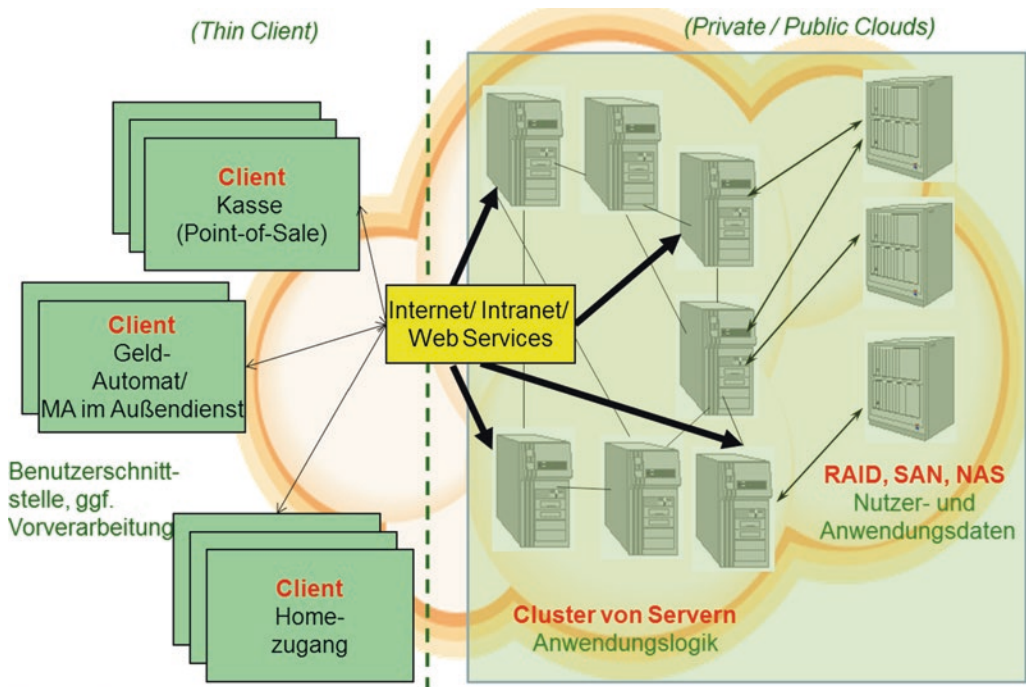 (Thin Client)
(Private / Public Clouds)
Client
Kasse
(Point-of-Sale)
Client
Geld-
Automat/
MA im Außendienst
Internet/ Intranet/
Web Services
Benutzerschnitt-
stelle, ggf.
Vorverarbeitung
Client
Home-
zugang
RAID, SAN, NAS
Nutzer- und
Anwendungsdaten
Cluster von Servern
Anwendungslogik